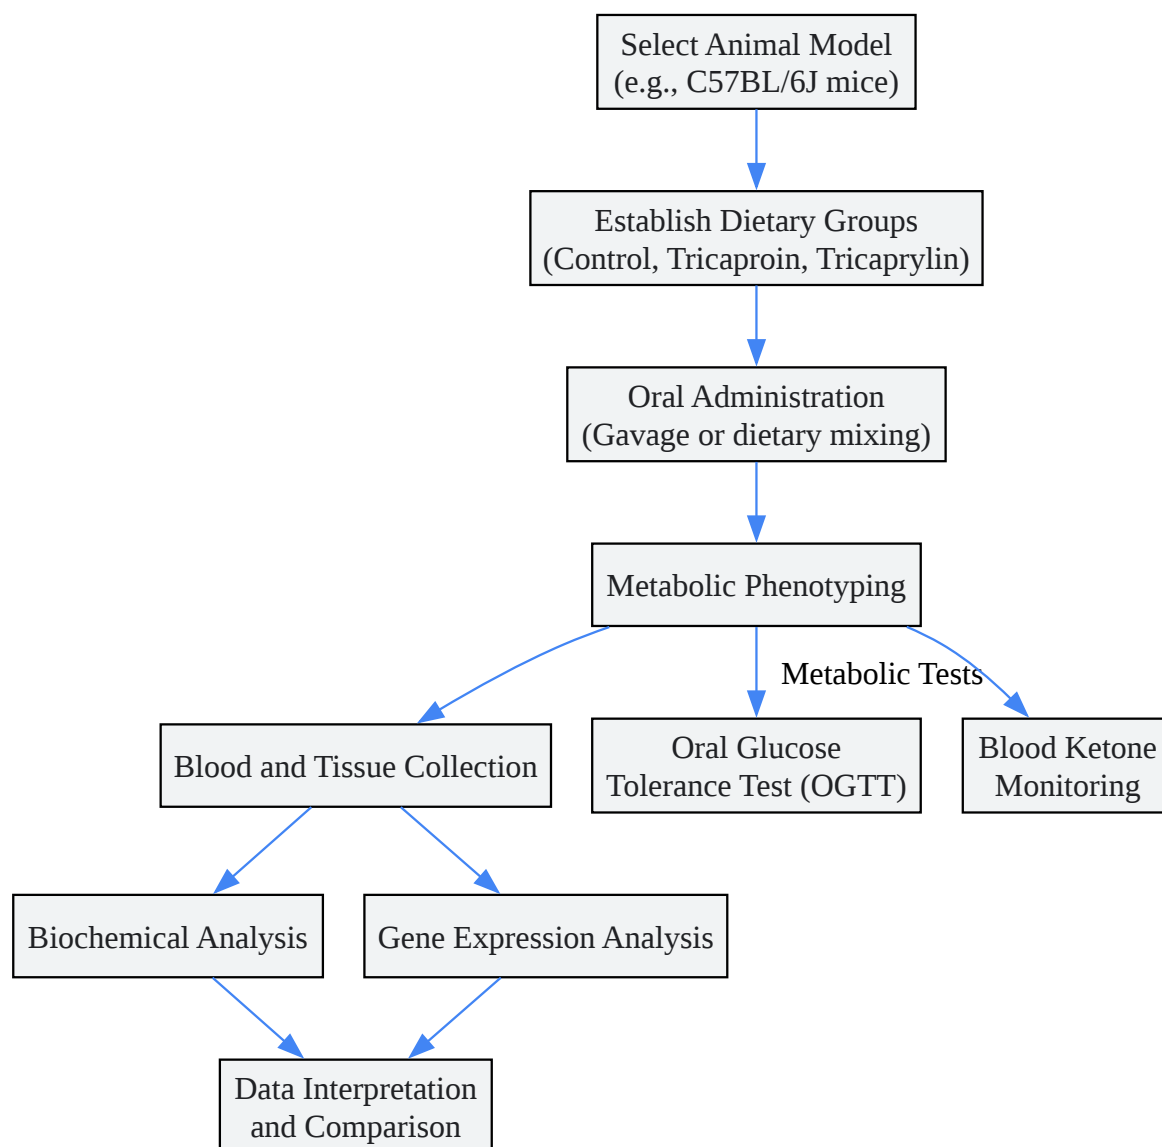 Select Animal Model
(e.g., C57BL/6J mice)
Establish Dietary Groups
(Control, Tricaproin, Tricaprylin)
Oral Administration
(Gavage or dietary mixing)
Metabolic Phenotyping
Metabolic Tests
Blood and Tissue Collection
Oral Glucose
Tolerance Test (OGTT)
Blood Ketone
Monitoring
Biochemical Analysis
Gene Expression Analysis
Data Interpretation
and Comparison